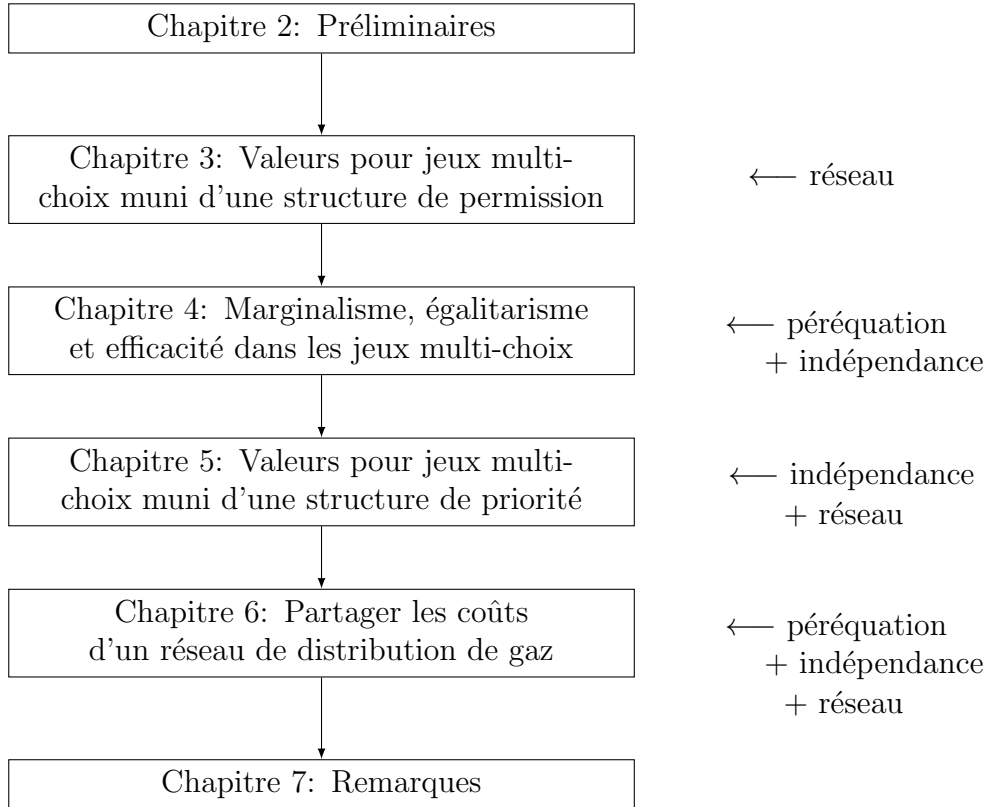 Chapitre 2: Préliminaires
Chapitre 3: Valeurs pour jeux multi-
choix muni d'une structure de permission
⟵ réseau
Chapitre 4: Marginalisme, égalitarisme
et efficacité dans les jeux multi-choix
⟵ péréquation
+ indépendance
Chapitre 5: Valeurs pour jeux multi-
choix muni d'une structure de priorité
⟵ indépendance
+ réseau
Chapitre 6: Partager les coûts
d'un réseau de distribution de gaz
⟵ péréquation
+ indépendance
+ réseau
Chapitre 7: Remarques